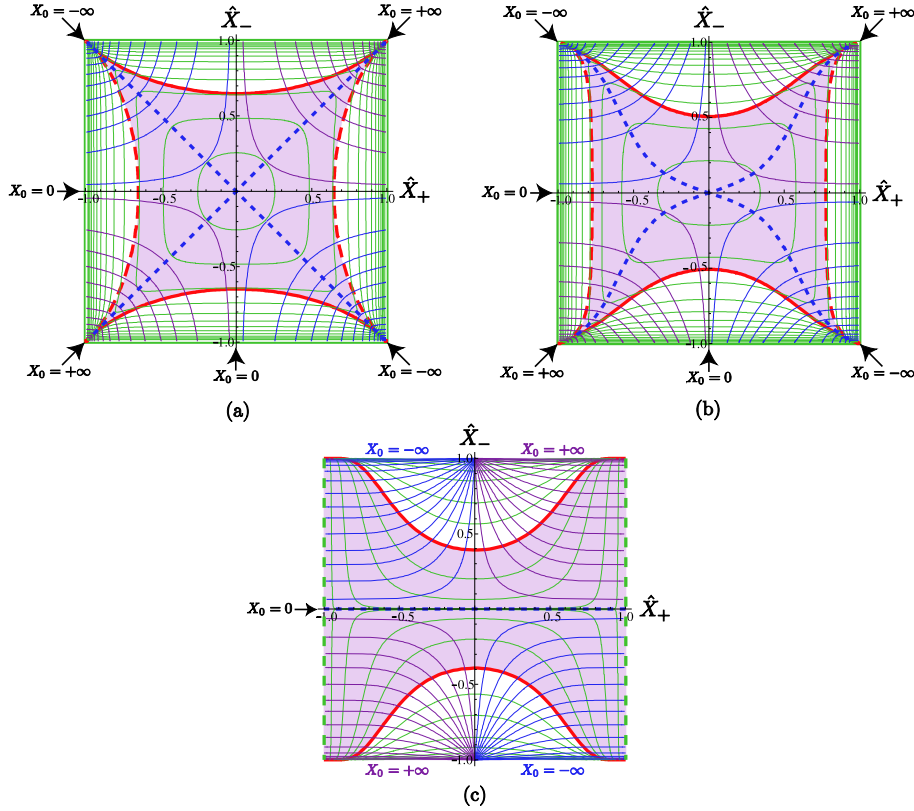 X₀ = -∞
X̂₋
X₀ = +∞
1.0
0.5
X₀ = 0
-1.0
-0.5
0.5
1.0
X̂₊
-0.5
-1.0
X₀ = +∞
X₀ = 0
X₀ = -∞
(a)
X₀ = -∞
X̂₋
X₀ = +∞
1.0
0.5
X₀ = 0
-1.0
-0.5
0.5
1.0
X̂₊
-0.5
-1.0
X₀ = +∞
X₀ = 0
X₀ = -∞
(b)
X̂₋
X₀ = -∞
X₀ = +∞
1.0
0.5
X₀ = 0
-1.0
-0.5
0.5
1.0
X̂₊
-0.5
-1.0
X₀ = +∞
X₀ = -∞
(c)